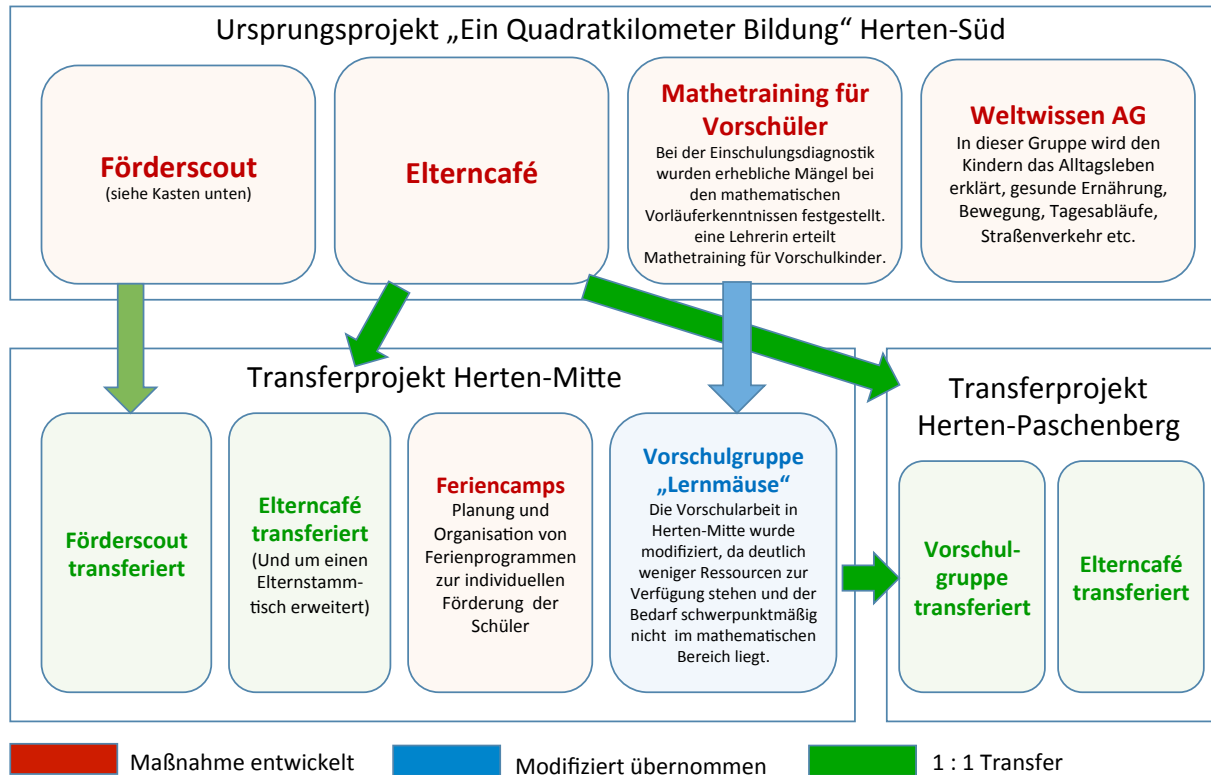 Ursprungsprojekt „Ein Quadratkilometer Bildung“ Herten-Süd
Förderscout
(siehe Kasten unten)
Elterncafé
Mathetraining für
Vorschüler
Bei der Einschulungsdiagnostik
wurden erhebliche Mängel bei
den mathematischen
Vorläuferkenntnissen festgestellt.
eine Lehrerin erteilt
Mathetraining für Vorschulkinder.
Weltwissen AG
In dieser Gruppe wird den
Kindern das Alltagsleben
erklärt, gesunde Ernährung,
Bewegung, Tagesabläufe,
Straßenverkehr etc.
Transferprojekt Herten-Mitte
Förderscout
transferiert
Elterncafé
transferiert
(Und um einen
Elternstamm-
tisch erweitert)
Feriencamps
Planung und
Organisation von
Ferienprogrammen
zur individuellen
Förderung der
Schüler
Vorschulgruppe
„Lernmäuse“
Die Vorschularbeit in
Herten-Mitte wurde
modifiziert, da deutlich
weniger Ressourcen zur
Verfügung stehen und der
Bedarf schwerpunktmäßig
nicht im mathematischen
Bereich liegt.
Transferprojekt
Herten-Paschenberg
Vorschul-
gruppe
transferiert
Elterncafé
transferiert
Maßnahme entwickelt
Modifiziert übernommen
1 : 1 Transfer